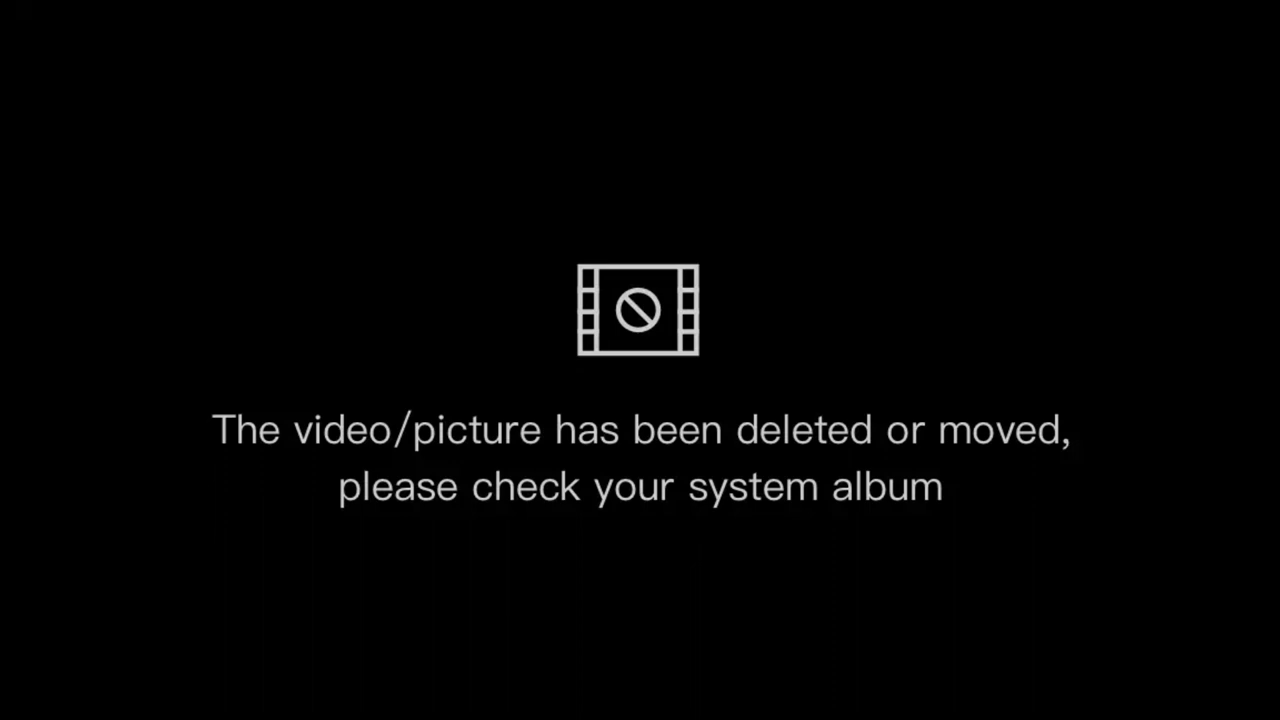 The video/picture has been deleted or moved,
please check your system album